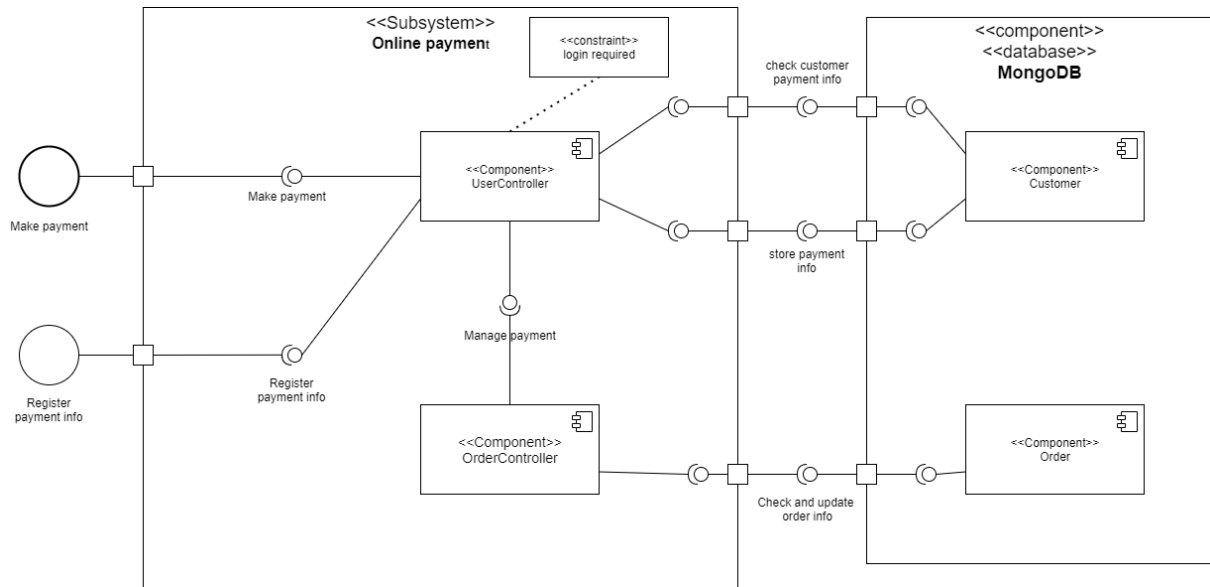 <<Subsystem>>
Online payment
<<constraint>>
login required
<<component>>
<<database>>
MongoDB
check customer
payment info
<<Component>>
UserController
<<Component>>
Customer
Make payment
Make payment
store payment
info
Manage payment
Register
payment info
Register
payment info
<<Component>>
OrderController
<<Component>>
Order
Check and update
order info